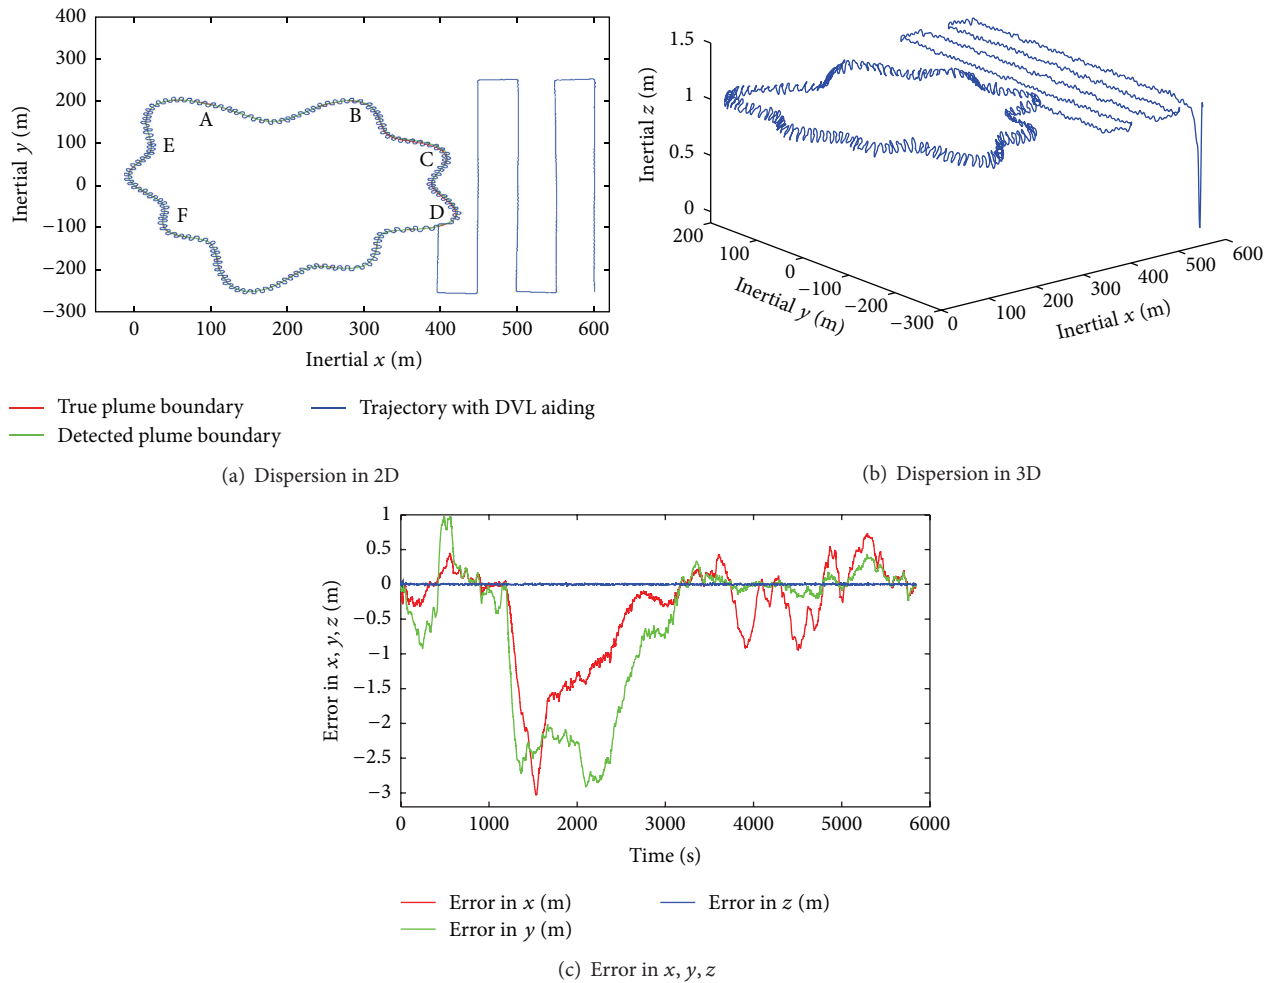 400
300
200
100
0
−100
−200
−300
Inertial y (m)
A
B
C
D
E
F
0 100 200 300 400 500 600
Inertial x (m)
True plume boundary
Detected plume boundary
Trajectory with DVL aiding
(a) Dispersion in 2D
1.5
1
0.5
0
Inertial z (m)
200 100 0 −100 −200 −300
Inertial y (m)
0 100 200 300 400 500 600
Inertial x (m)
(b) Dispersion in 3D
1
0.5
0
−0.5
−1
−1.5
−2
−2.5
−3
Error in x, y, z (m)
0 1000 2000 3000 4000 5000 6000
Time (s)
Error in x (m)
Error in y (m)
Error in z (m)
(c) Error in x, y, z